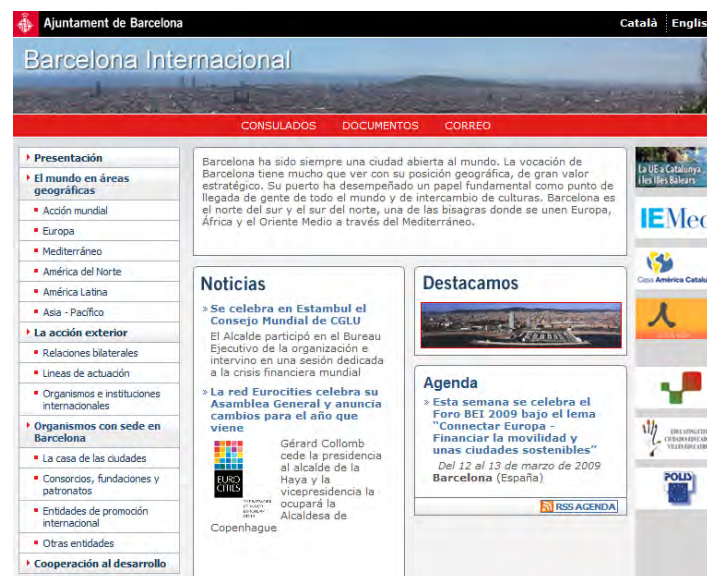 Ajuntament de Barcelona
Català
Englis
Barcelona Internacional
CONSULADOS DOCUMENTOS CORREO
Presentación
El mundo en áreas
geográficas
Acción mundial
Europa
Mediterráneo
América del Norte
América Latina
Asia - Pacífico
La acción exterior
Relaciones bilaterales
Lineas de actuación
Organismos e instituciones
internacionales
Organismos con sede en
Barcelona
La casa de las ciudades
Consorcios, fundaciones y
patronatos
Entidades de promoción
internacional
Otras entidades
Cooperación al desarrollo
Barcelona ha sido siempre una ciudad abierta al mundo. La vocación de
Barcelona tiene mucho que ver con su posición geográfica, de gran valor
estratégico. Su puerto ha desempeñado un papel fundamental como punto de
llegada de gente de todo el mundo y de intercambio de culturas. Barcelona es
el norte del sur y el sur del norte, una de las bisagras donde se unen Europa,
África y el Oriente Medio a través del Mediterráneo.
Noticias
» Se celebra en Estambul el
Consejo Mundial de CGLU
El Alcalde participó en el Bureau
Ejecutivo de la organización e
intervino en una sesión dedicada
a la crisis financiera mundial
» La red Eurocities celebra su
Asamblea General y anuncia
cambios para el año que
viene
EURO
CITIES
Gérard Collomb
cede la presidencia
al alcalde de la
Haya y la
vicepresidencia la
ocupará la
Alcaldesa de
Copenhague
Destacamos
Agenda
» Esta semana se celebra el
Foro BEI 2009 bajo el lema
"Connectar Europa -
Financiar la movilidad y
unas ciudades sostenibles"
Del 12 al 13 de marzo de 2009
Barcelona (España)
RSS AGENDA
La UE a Catalunya
i les Illes Balears
IEMed
Casa Amèrica Catalu
POLIS